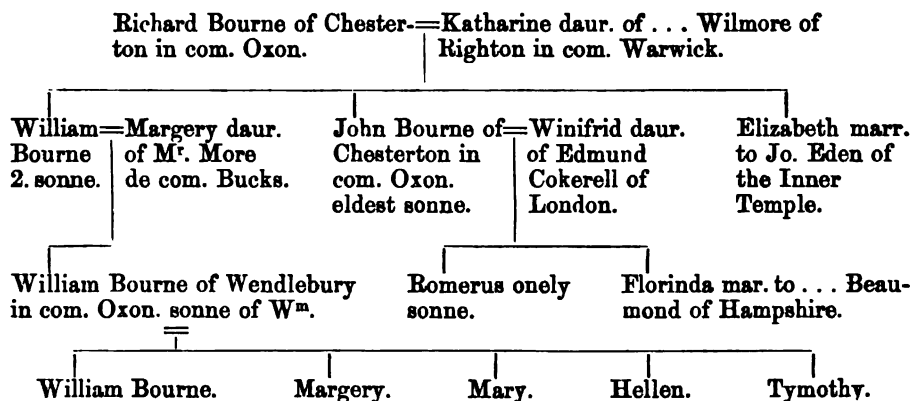 Richard Bourne of Chester-=Katharine daur. of . . . Wilmore of
ton in com. Oxon. Righton in com. Warwick.
William=Margery daur. John Bourne of=Winifrid daur. Elizabeth marr.
Bourne of Mʳ. More Chesterton in of Edmund to Jo. Eden of
2. sonne. de com. Bucks. com. Oxon. Cokerell of the Inner
eldest sonne. London. Temple.
William Bourne of Wendlebury Romerus onely Florinda mar. to . . . Beau-
in com. Oxon. sonne of Wᵐ. sonne. mond of Hampshire.
=
William Bourne. Margery. Mary. Hellen. Tymothy.